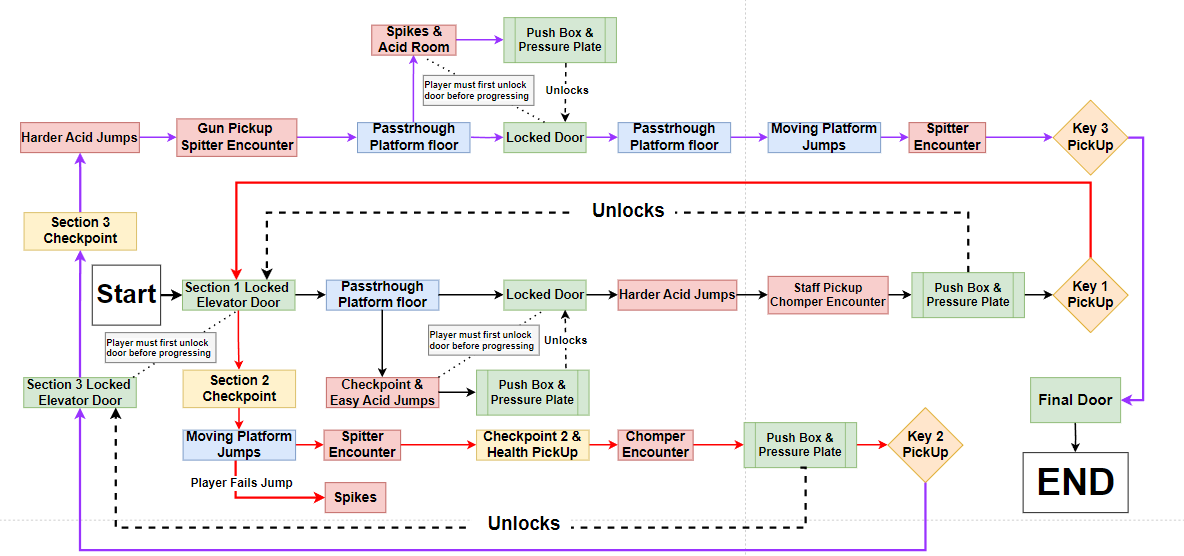 Spikes &
Acid Room
Push Box &
Pressure Plate
Player must first unlock
door before progressing
Unlocks
Harder Acid Jumps
Gun Pickup
Spitter Encounter
Passtrhough
Platform floor
Locked Door
Passtrhough
Platform floor
Moving Platform
Jumps
Spitter
Encounter
Key 3
PickUp
Section 3
Checkpoint
Unlocks
Start
Section 1 Locked
Elevator Door
Passtrhough
Platform floor
Locked Door
Harder Acid Jumps
Staff Pickup
Chomper Encounter
Push Box &
Pressure Plate
Key 1
PickUp
Player must first unlock
door before progressing
Player must first unlock
door before progressing
Unlocks
Section 3 Locked
Elevator Door
Section 2
Checkpoint
Checkpoint &
Easy Acid Jumps
Push Box &
Pressure Plate
Final Door
Moving Platform
Jumps
Spitter
Encounter
Checkpoint 2 &
Health PickUp
Chomper
Encounter
Push Box &
Pressure Plate
Key 2
PickUp
Player Fails Jump
Spikes
END
Unlocks